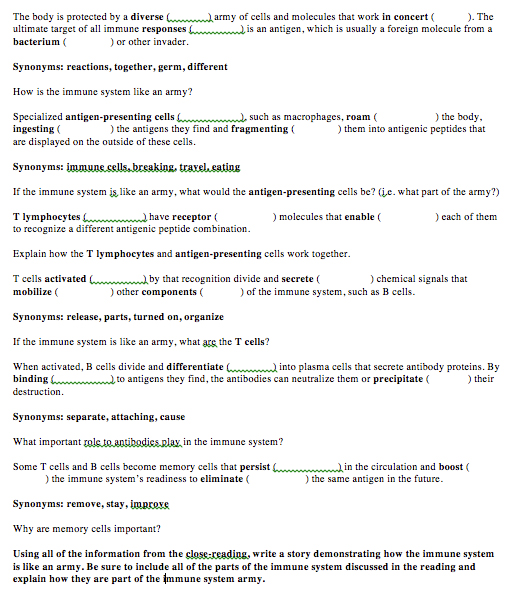 The body is protected by a diverse (              ) army of cells and molecules that work in concert (              ). The
ultimate target of all immune responses (              ) is an antigen, which is usually a foreign molecule from a
bacterium (              ) or other invader.
Synonyms: reactions, together, germ, different
How is the immune system like an army?
Specialized antigen-presenting cells (              ), such as macrophages, roam (              ) the body,
ingesting (              ) the antigens they find and fragmenting (              ) them into antigenic peptides that
are displayed on the outside of these cells.
Synonyms: immune cells, breaking, travel, eating
If the immune system is like an army, what would the antigen-presenting cells be? (i.e. what part of the army?)
T lymphocytes (              ) have receptor (              ) molecules that enable (              ) each of them
to recognize a different antigenic peptide combination.
Explain how the T lymphocytes and antigen-presenting cells work together.
T cells activated (              ) by that recognition divide and secrete (              ) chemical signals that
mobilize (              ) other components (              ) of the immune system, such as B cells.
Synonyms: release, parts, turned on, organize
If the immune system is like an army, what are the T cells?
When activated, B cells divide and differentiate (              ) into plasma cells that secrete antibody proteins. By
binding (              ) to antigens they find, the antibodies can neutralize them or precipitate (              ) their
destruction.
Synonyms: separate, attaching, cause
What important role to antibodies play in the immune system?
Some T cells and B cells become memory cells that persist (              ) in the circulation and boost (
) the immune system's readiness to eliminate (              ) the same antigen in the future.
Synonyms: remove, stay, improve
Why are memory cells important?
Using all of the information from the close-reading, write a story demonstrating how the immune system
is like an army. Be sure to include all of the parts of the immune system discussed in the reading and
explain how they are part of the immune system army.